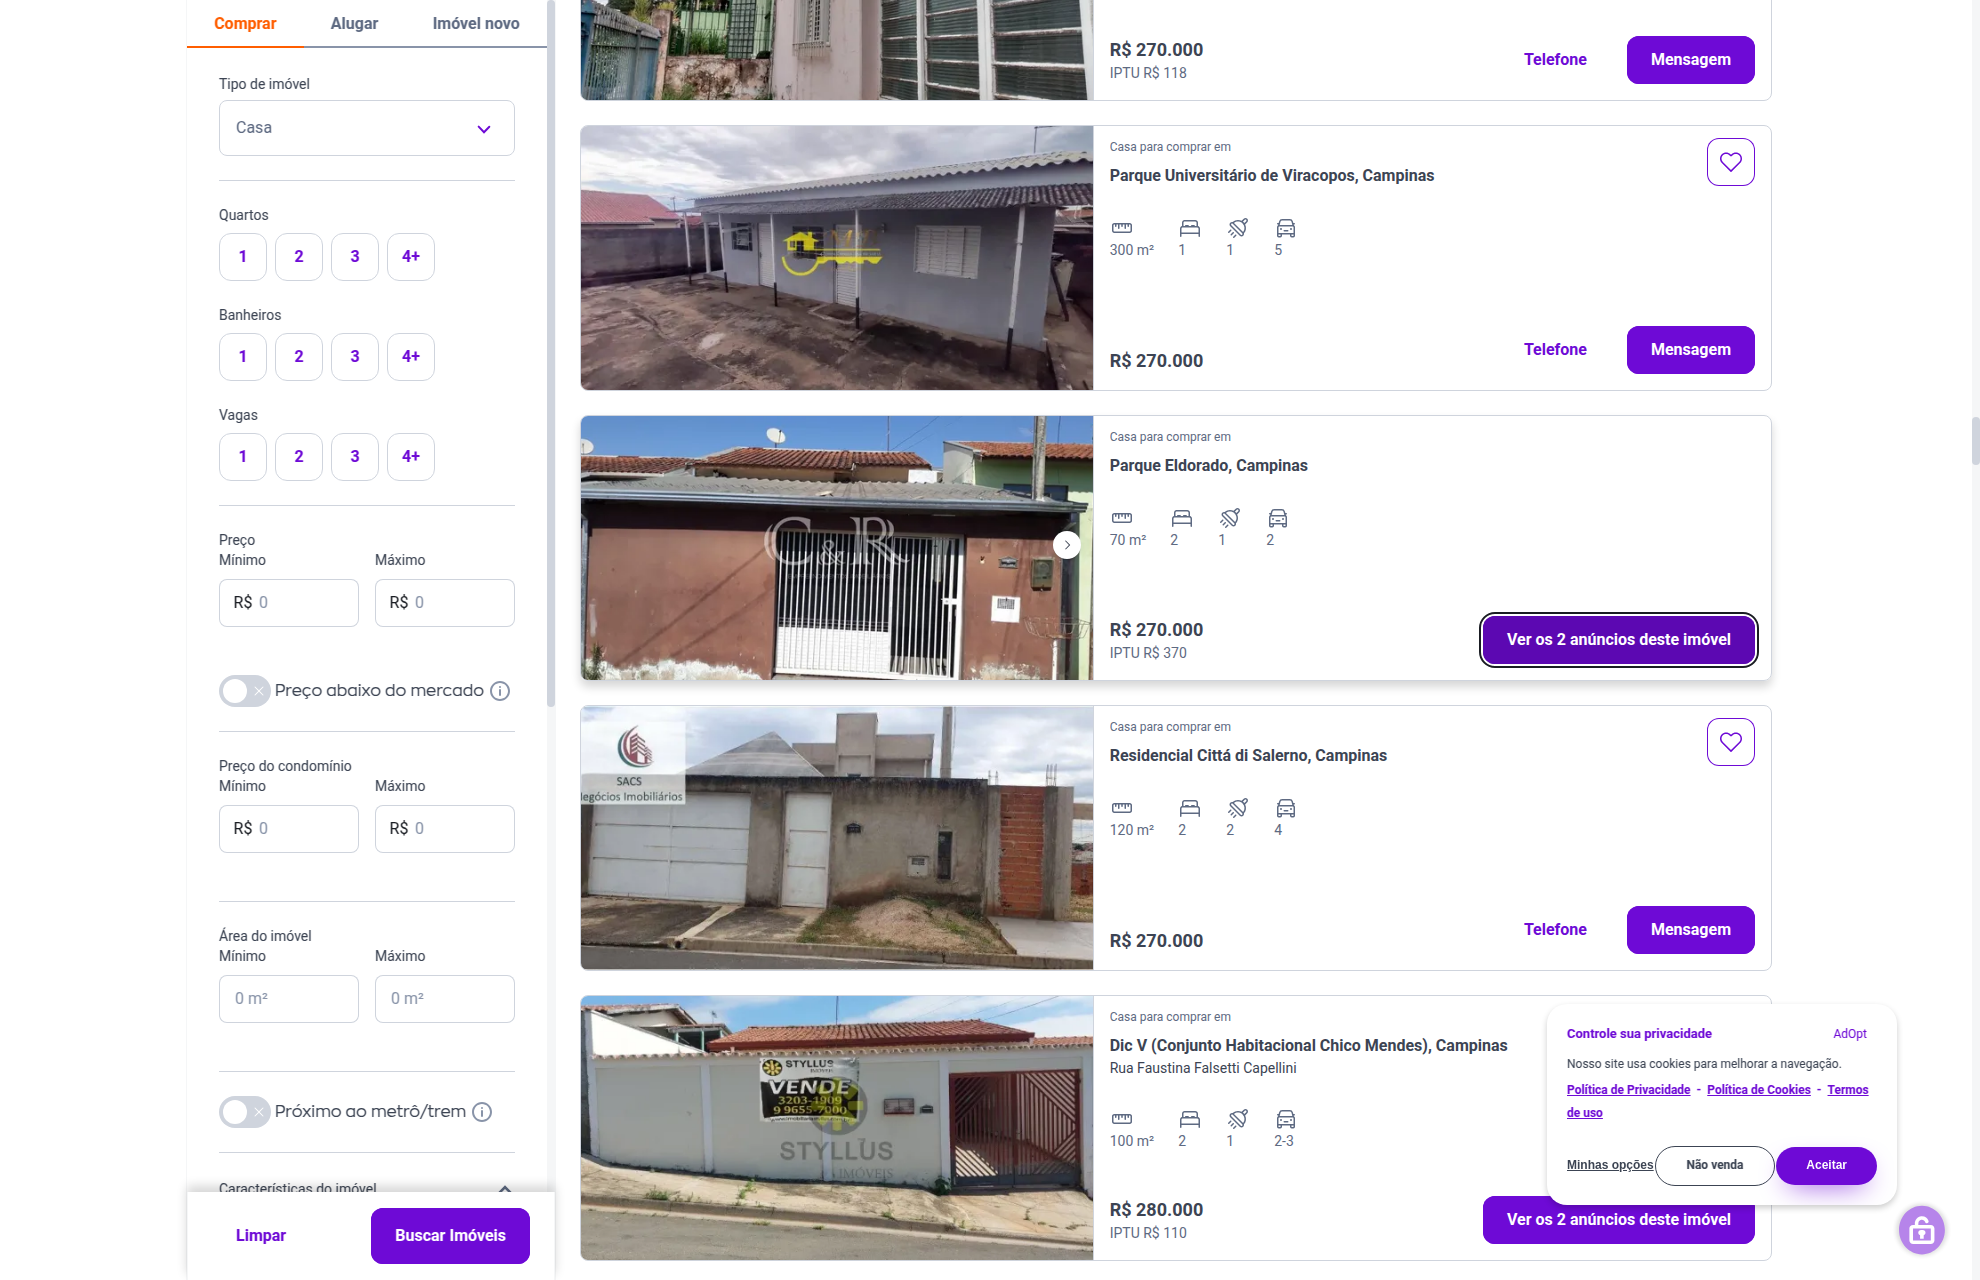 Comprar
Alugar
Imóvel novo
Tipo de imóvel
Casa
Quartos
1
2
3
4+
Banheiros
1
2
3
4+
Vagas
1
2
3
4+
Preço
Mínimo
Máximo
R$ 0
R$ 0
Preço abaixo do mercado
Preço do condomínio
Mínimo
Máximo
R$ 0
R$ 0
Área do imóvel
Mínimo
Máximo
0 m²
0 m²
Próximo ao metrô/trem
Características do imóvel
Limpar
Buscar Imóveis
R$ 270.000
IPTU R$ 118
Telefone
Mensagem
Casa para comprar em
Parque Universitário de Viracopos, Campinas
300 m²
1
1
5
R$ 270.000
Telefone
Mensagem
C&R
Casa para comprar em
Parque Eldorado, Campinas
70 m²
2
1
2
R$ 270.000
IPTU R$ 370
Ver os 2 anúncios deste imóvel
SACS
egócios Imobiliários
Casa para comprar em
Residencial Cittá di Salerno, Campinas
120 m²
2
2
4
R$ 270.000
Telefone
Mensagem
STYLLUS
VENDE
3203-1909
9 9655-7000
STYLLUS
IMÓVEIS
Casa para comprar em
Dic V (Conjunto Habitacional Chico Mendes), Campinas
Rua Faustina Falsetti Capellini
100 m²
2
1
2-3
R$ 280.000
IPTU R$ 110
Ver os 2 anúncios deste imóvel
Controle sua privacidade
AdOpt
Nosso site usa cookies para melhorar a navegação.
Política de Privacidade - Política de Cookies - Termos
de uso
Minhas opções
Não venda
Aceitar